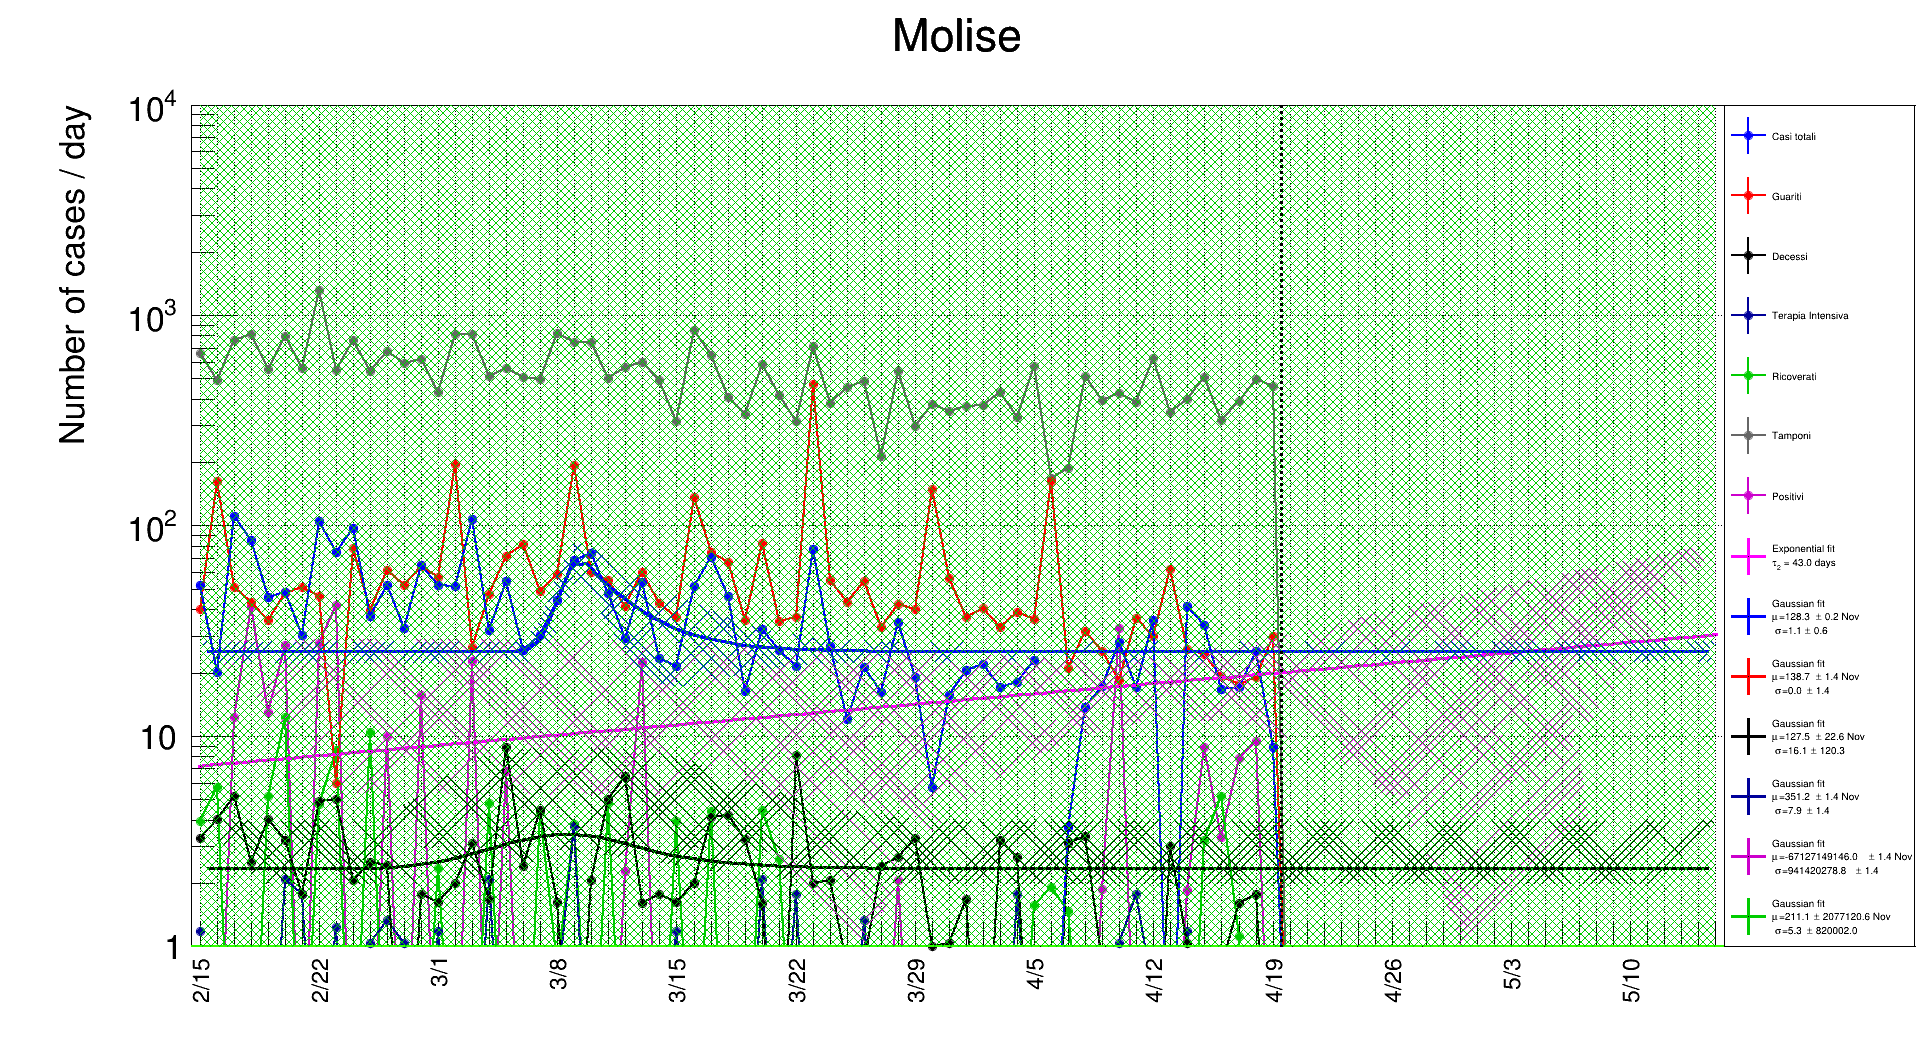 Molise
Number of cases / day
10⁴
10³
10²
10
1
2/15
2/22
3/1
3/8
3/15
3/22
3/29
4/5
4/12
4/19
4/26
5/3
5/10
Casi totali
Guariti
Decessi
Terapia Intensiva
Ricoverati
Tamponi
Positivi
Exponential fit
τ₂ = 43.0 days
Gaussian fit
μ=128.3 ± 0.2 Nov
σ=1.1 ± 0.6
Gaussian fit
μ=138.7 ± 1.4 Nov
σ=0.0 ± 1.4
Gaussian fit
μ=127.5 ± 22.6 Nov
σ=16.1 ± 120.3
Gaussian fit
μ=351.2 ± 1.4 Nov
σ=7.9 ± 1.4
Gaussian fit
μ=-67127149146.0 ± 1.4 Nov
σ=941420278.8 ± 1.4
Gaussian fit
μ=211.1 ± 2077120.6 Nov
σ=5.3 ± 820002.0